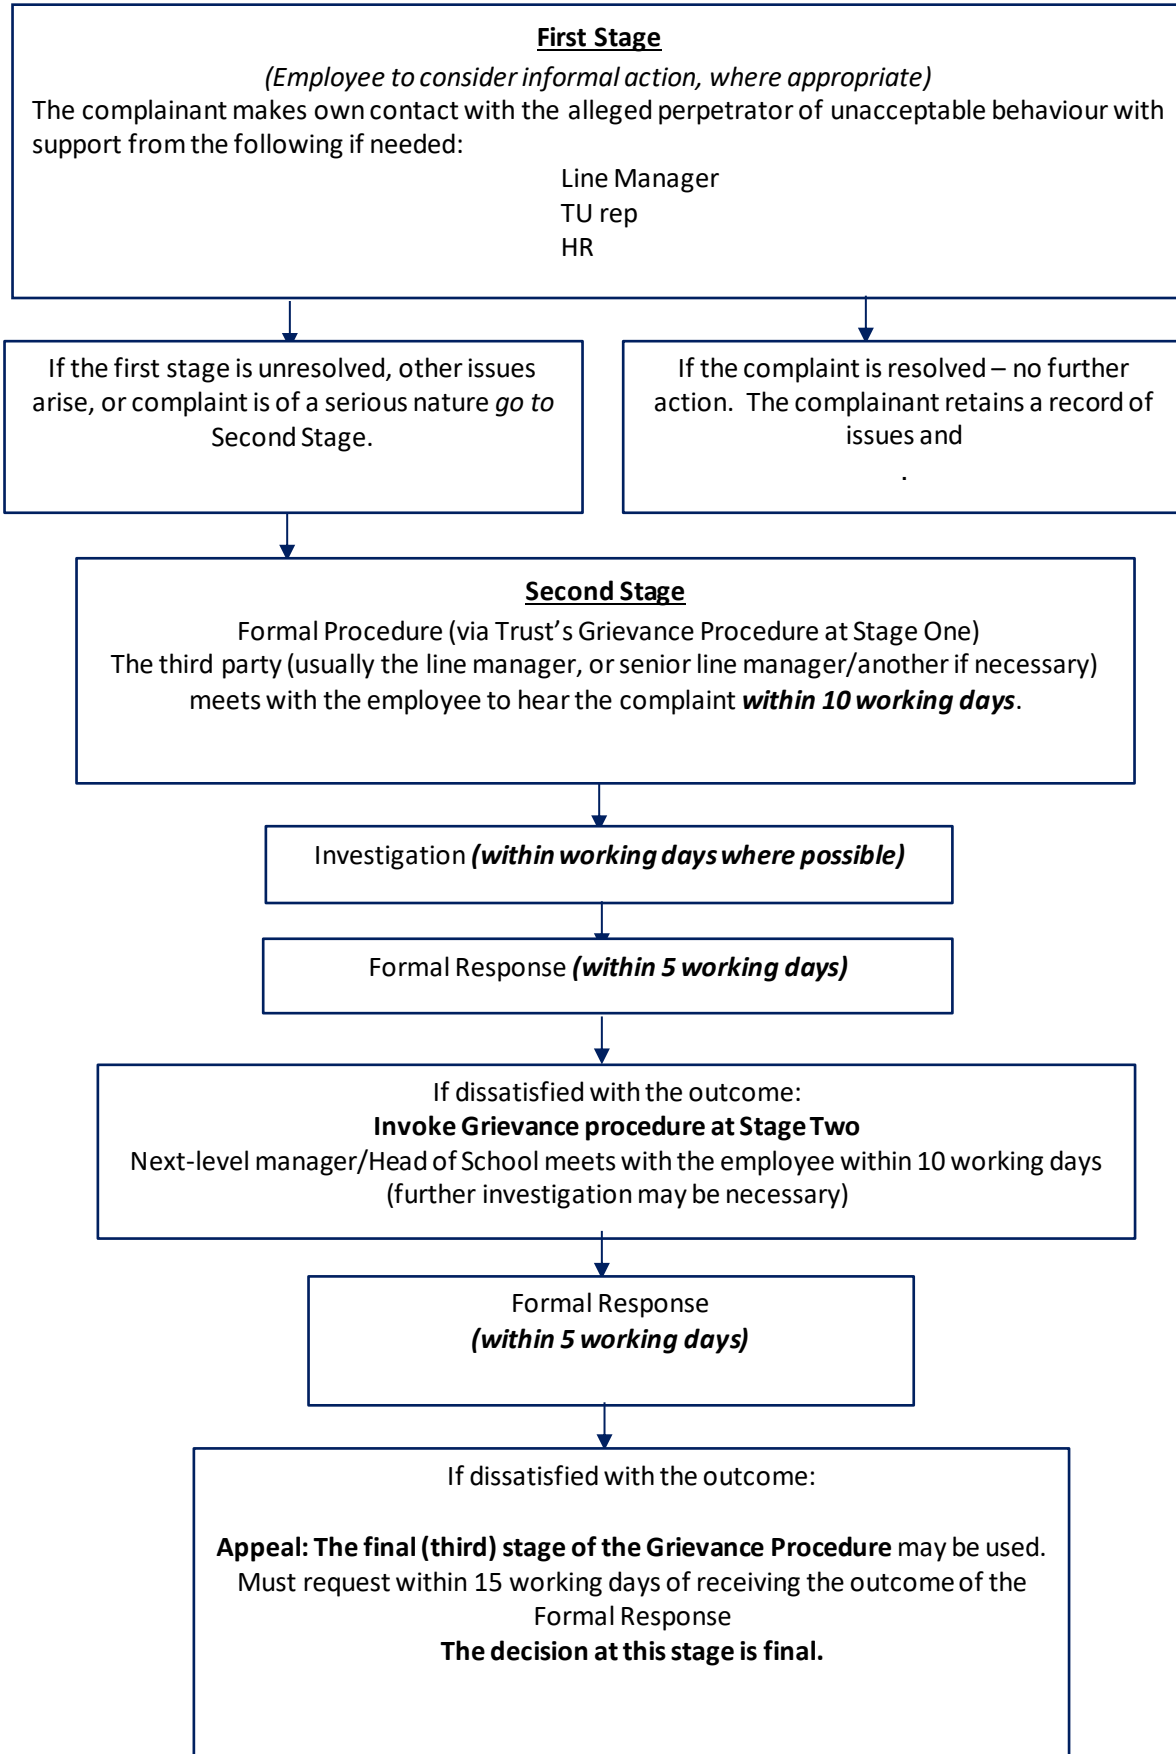 First Stage
(Employee to consider informal action, where appropriate)
The complainant makes own contact with the alleged perpetrator of unacceptable behaviour with
support from the following if needed:
Line Manager
TU rep
HR
If the first stage is unresolved, other issues
arise, or complaint is of a serious nature go to
Second Stage.
If the complaint is resolved – no further
action. The complainant retains a record of
issues and
.
Second Stage
Formal Procedure (via Trust’s Grievance Procedure at Stage One)
The third party (usually the line manager, or senior line manager/another if necessary)
meets with the employee to hear the complaint within 10 working days.
Investigation (within working days where possible)
Formal Response (within 5 working days)
If dissatisfied with the outcome:
Invoke Grievance procedure at Stage Two
Next-level manager/Head of School meets with the employee within 10 working days
(further investigation may be necessary)
Formal Response
(within 5 working days)
If dissatisfied with the outcome:
Appeal: The final (third) stage of the Grievance Procedure may be used.
Must request within 15 working days of receiving the outcome of the
Formal Response
The decision at this stage is final.